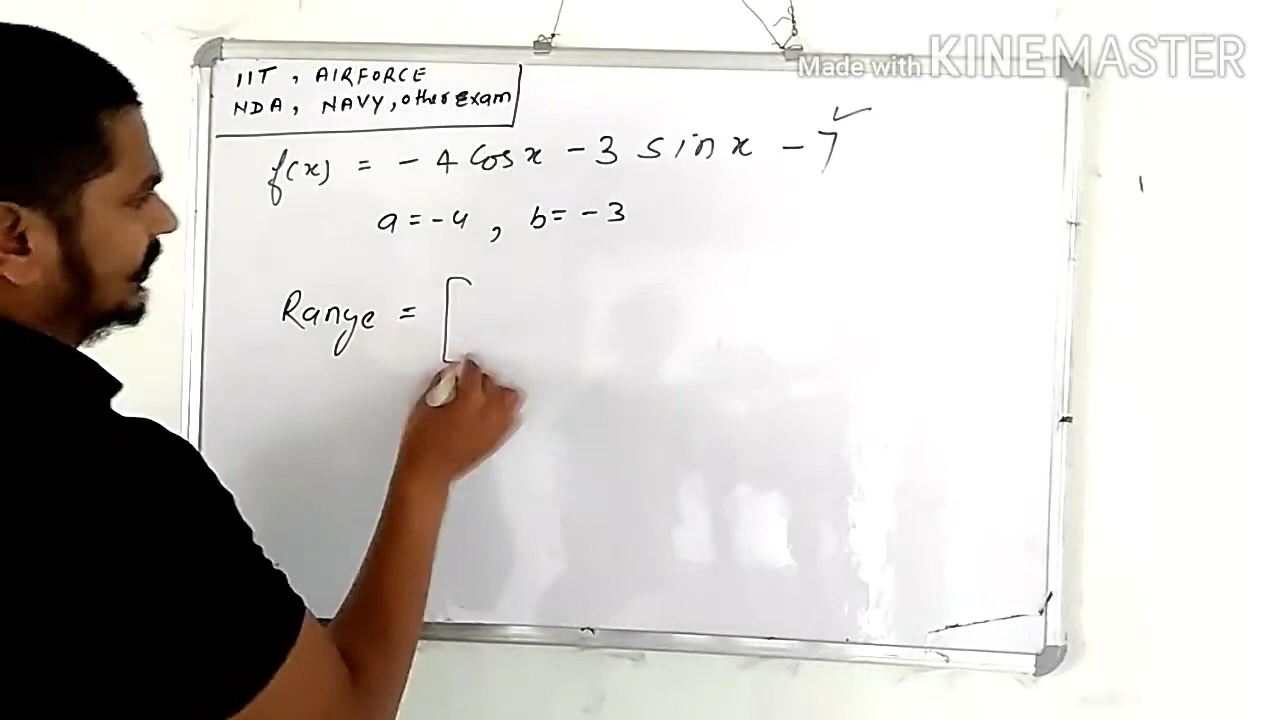 Made with KINEMASTER
IIT, AIRFORCE
NDA, NAVY, other Exam
f(x) = - 4 cos x - 3 sin x - 7
a = -4 , b = -3
Range = [